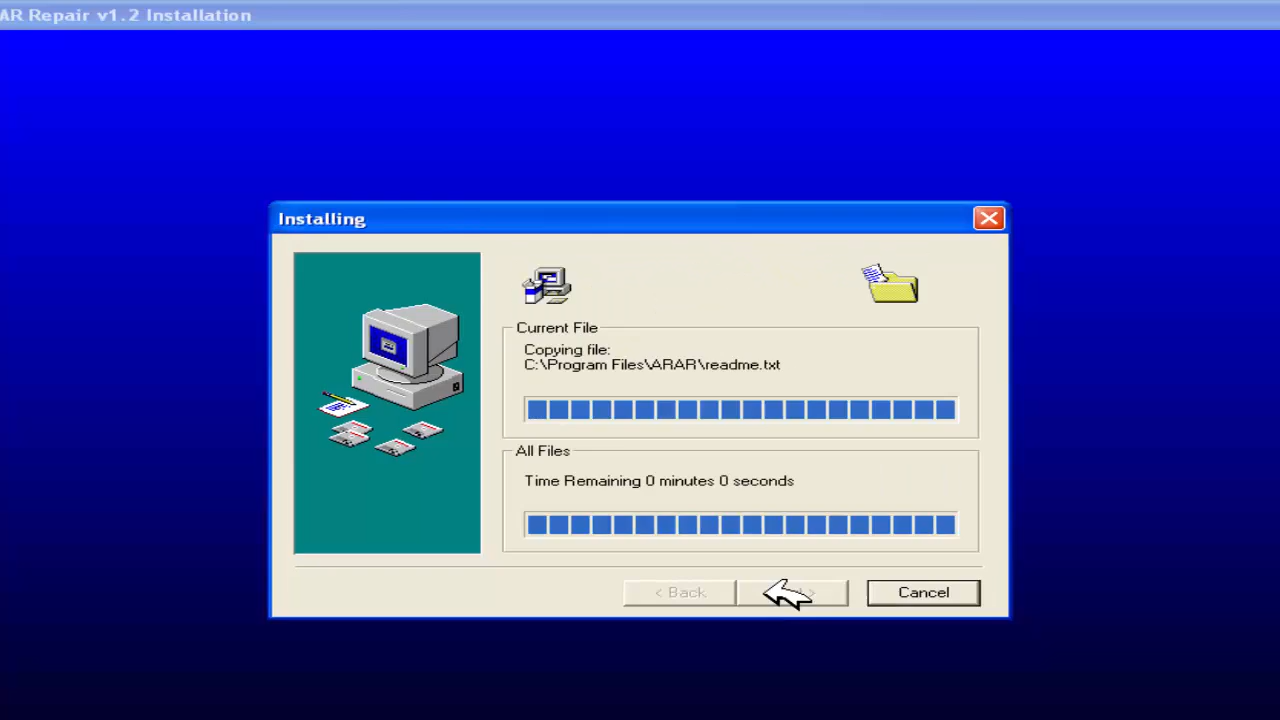 AR Repair v1.2 Installation
Installing
Current File
Copying file:
C:\Program Files\ARAR\readme.txt
All Files
Time Remaining 0 minutes 0 seconds
< Back
>
Cancel